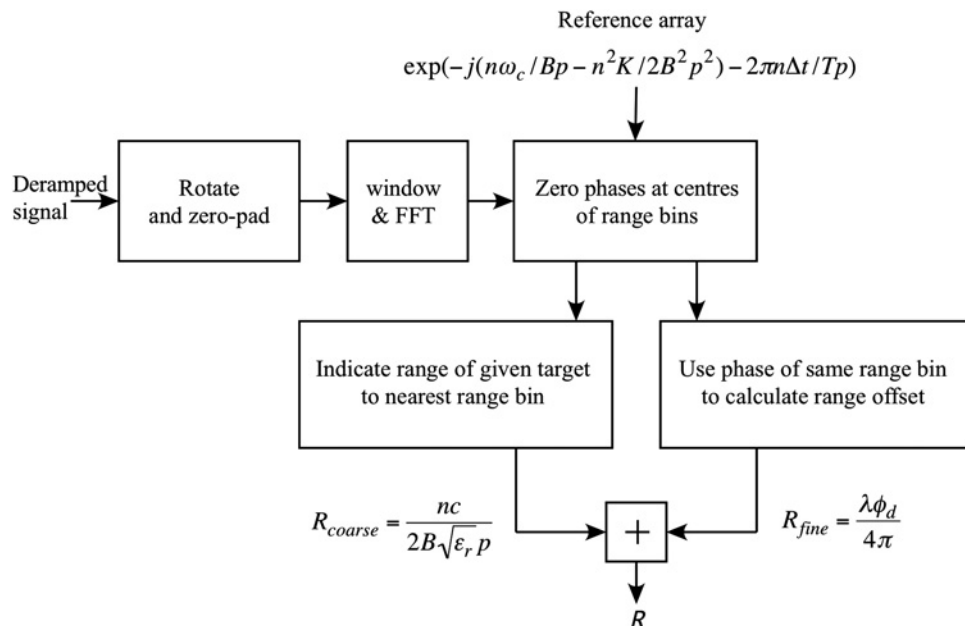 Reference array
exp(−j(nω_c/Bp − n²K/2B²p²) − 2πnΔt/Tp)
Deramped
signal
Rotate
and zero-pad
window
& FFT
Zero phases at centres
of range bins
Indicate range of given target
to nearest range bin
Use phase of same range bin
to calculate range offset
R_coarse = nc / 2B√ε_r p
+
R_fine = λϕ_d / 4π
R